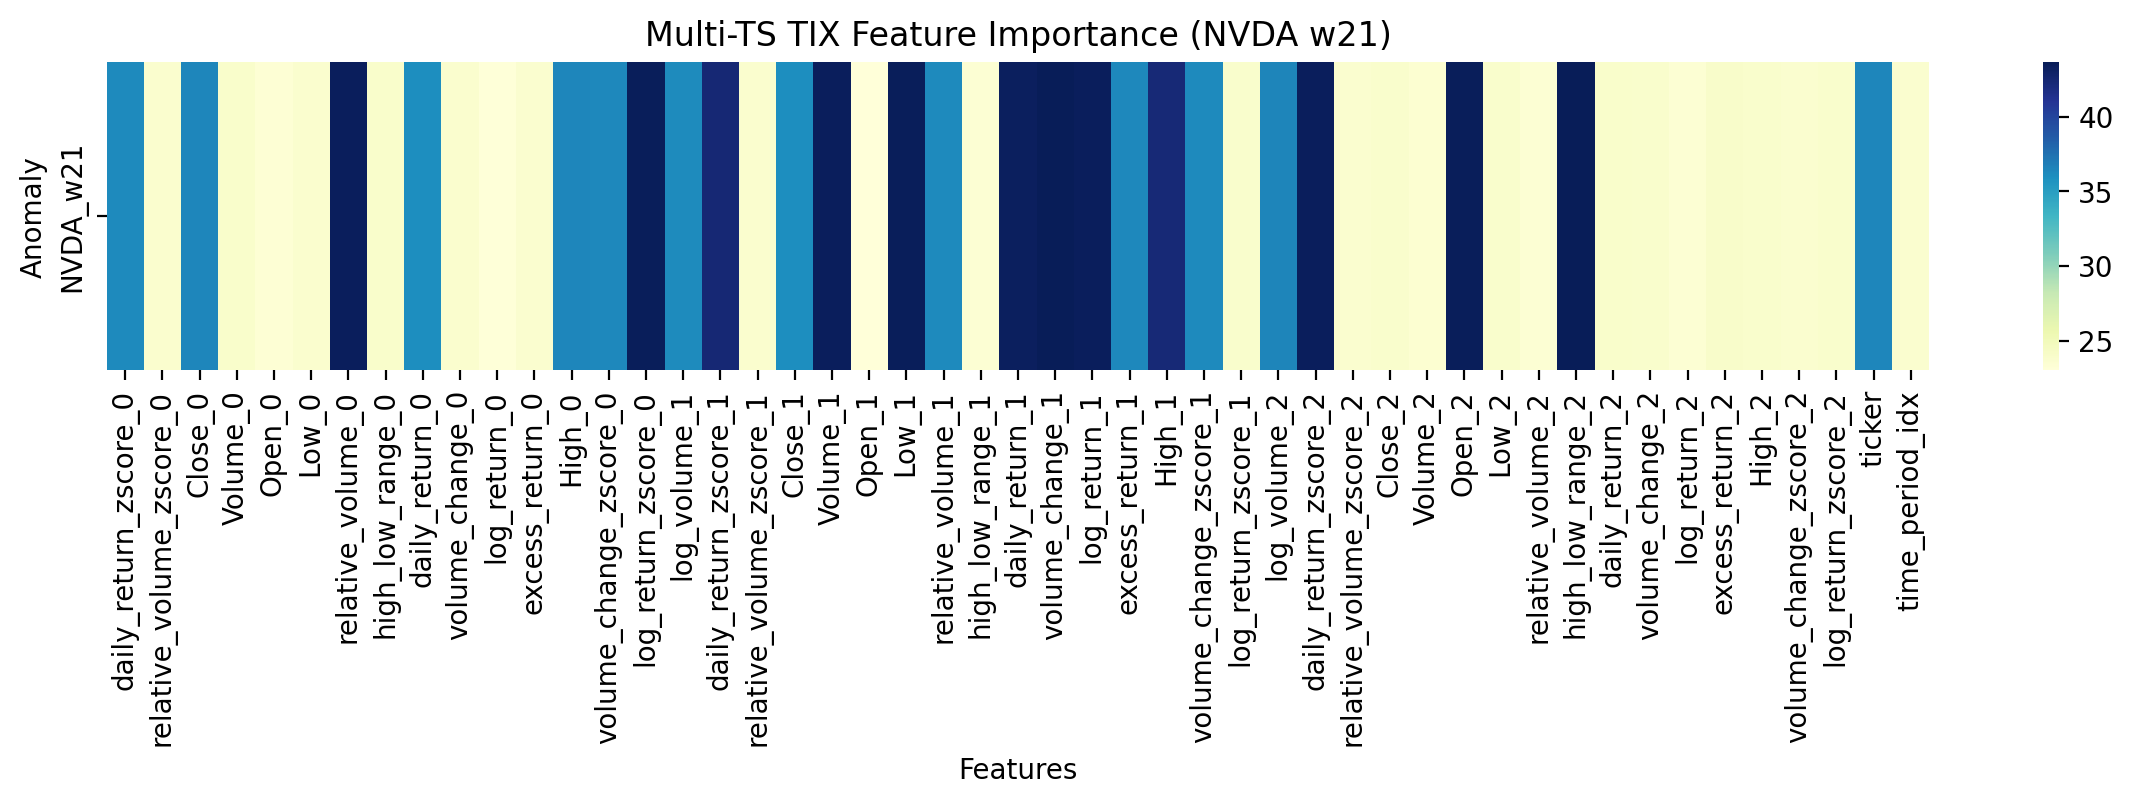 Multi-TS TIX Feature Importance (NVDA w21)
Anomaly
NVDA_w21
40
35
30
25
daily_return_zscore_0
relative_volume_zscore_0
Close_0
Volume_0
Open_0
Low_0
relative_volume_0
high_low_range_0
daily_return_0
volume_change_0
log_return_0
excess_return_0
High_0
volume_change_zscore_0
log_return_zscore_0
log_volume_1
daily_return_zscore_1
relative_volume_zscore_1
Close_1
Volume_1
Open_1
Low_1
relative_volume_1
high_low_range_1
daily_return_1
volume_change_1
log_return_1
excess_return_1
High_1
volume_change_zscore_1
log_return_zscore_1
log_volume_2
daily_return_zscore_2
relative_volume_zscore_2
Close_2
Volume_2
Open_2
Low_2
relative_volume_2
high_low_range_2
daily_return_2
volume_change_2
log_return_2
excess_return_2
High_2
volume_change_zscore_2
log_return_zscore_2
ticker
time_period_idx
Features